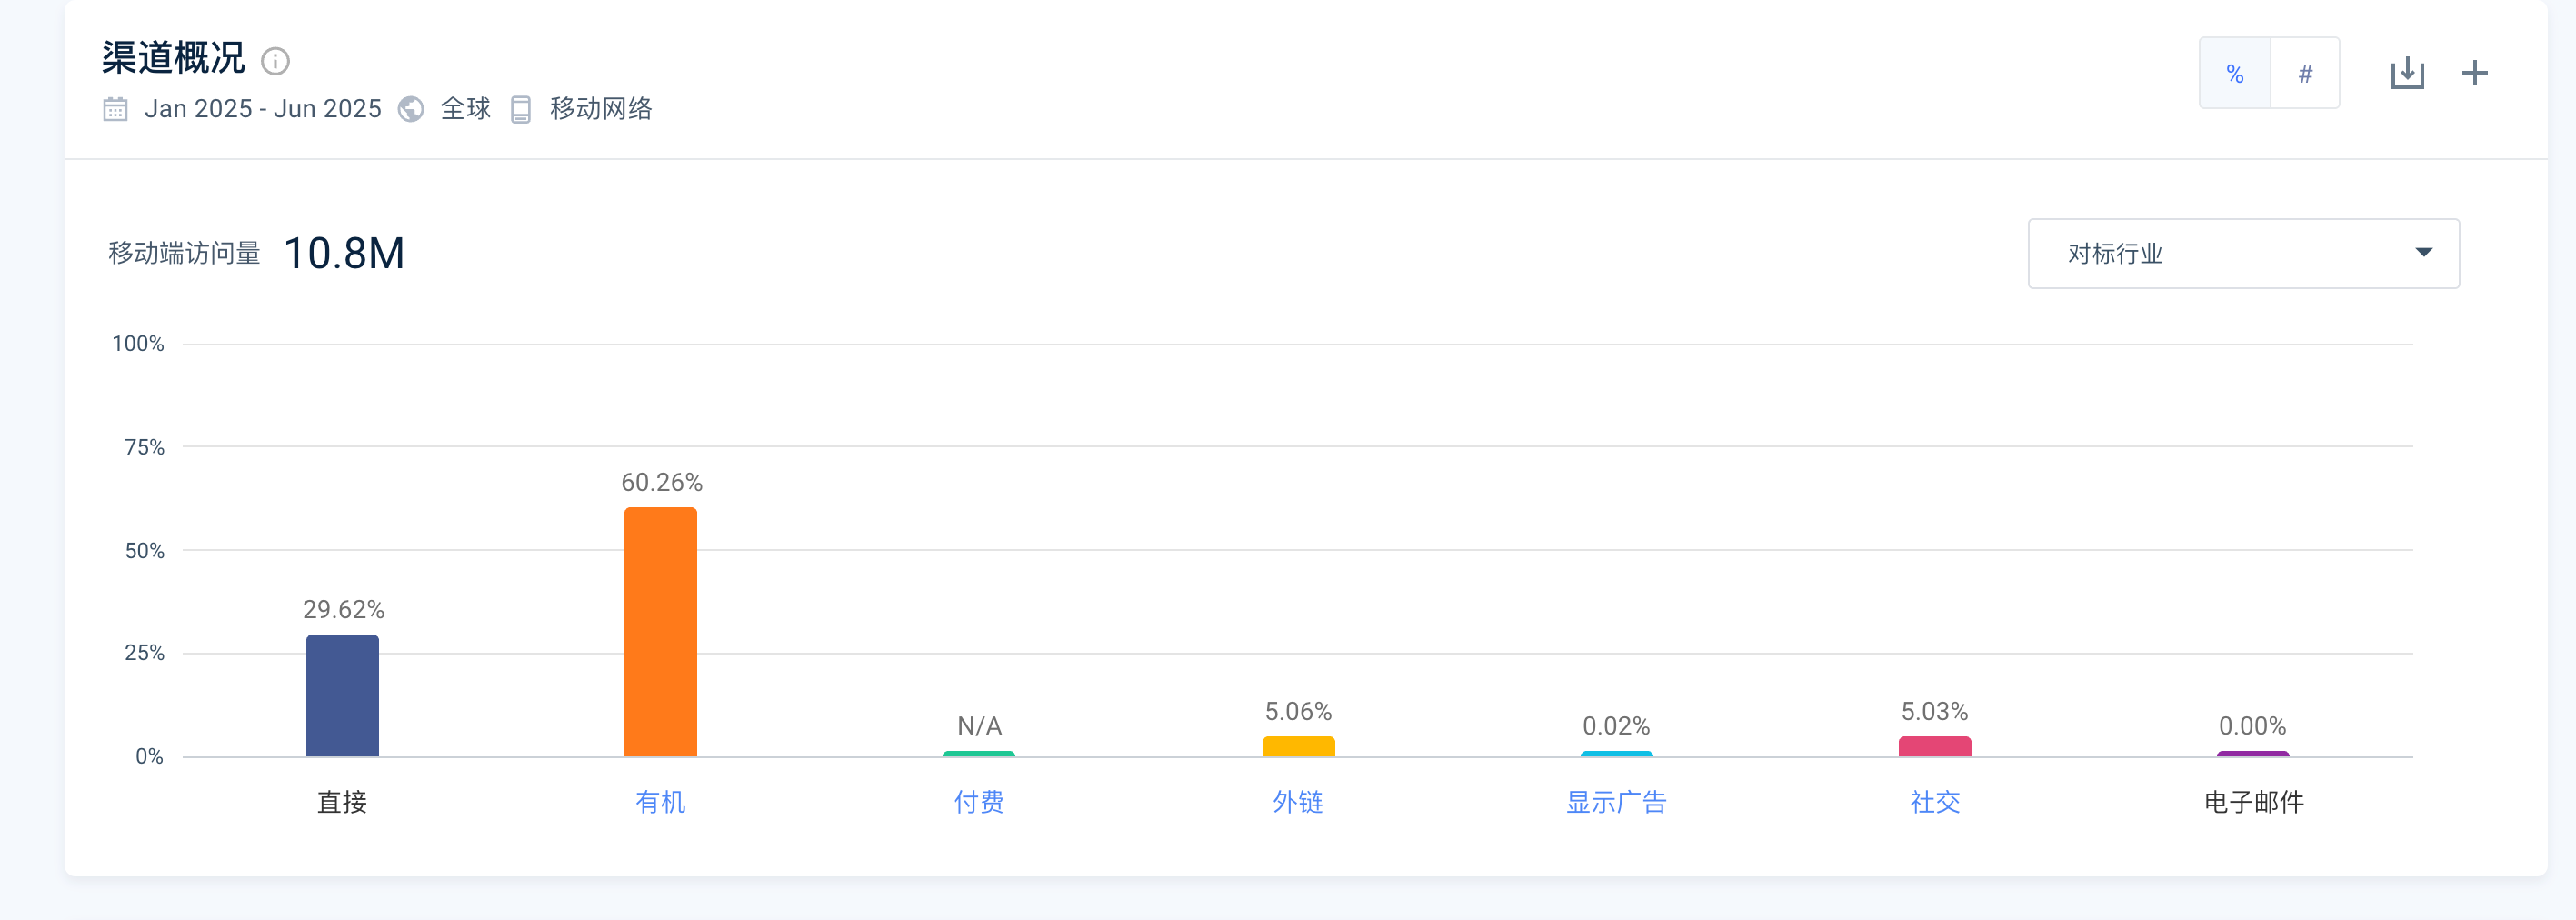 渠道概况
% #
Jan 2025 - Jun 2025 全球 移动网络
移动端访问量 10.8M
对标行业
100%
75%
50%
25%
0%
29.62%
60.26%
N/A
5.06%
0.02%
5.03%
0.00%
直接 有机 付费 外链 显示广告 社交 电子邮件